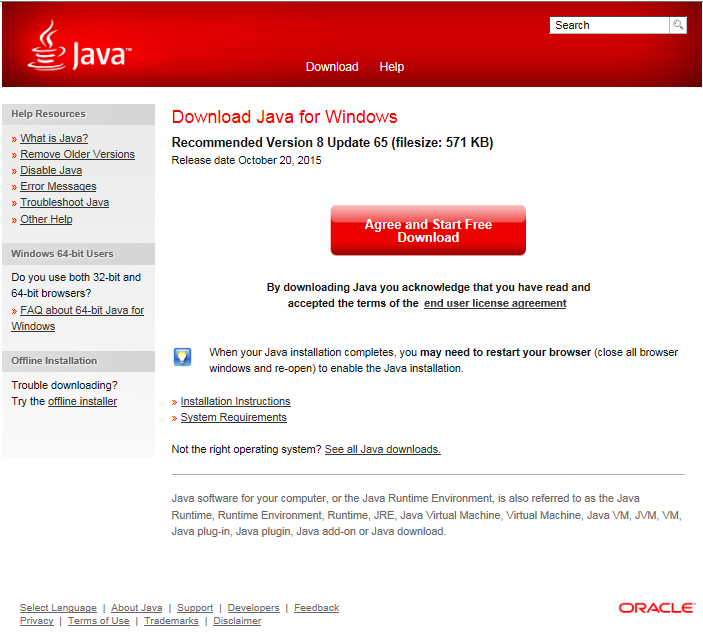 Java™
Search
Download Help
Help Resources
» What is Java?
» Remove Older Versions
» Disable Java
» Error Messages
» Troubleshoot Java
» Other Help
Windows 64-bit Users
Do you use both 32-bit and
64-bit browsers?
» FAQ about 64-bit Java for
Windows
Offline Installation
Trouble downloading?
Try the offline installer
Download Java for Windows
Recommended Version 8 Update 65 (filesize: 571 KB)
Release date October 20, 2015
Agree and Start Free
Download
By downloading Java you acknowledge that you have read and
accepted the terms of the end user license agreement
When your Java installation completes, you may need to restart your browser (close all browser
windows and re-open) to enable the Java installation.
» Installation Instructions
» System Requirements
Not the right operating system? See all Java downloads.
Java software for your computer, or the Java Runtime Environment, is also referred to as the Java
Runtime, Runtime Environment, Runtime, JRE, Java Virtual Machine, Virtual Machine, Java VM, JVM, VM,
Java plug-in, Java plugin, Java add-on or Java download.
Select Language | About Java | Support | Developers | Feedback
Privacy | Terms of Use | Trademarks | Disclaimer
ORACLE